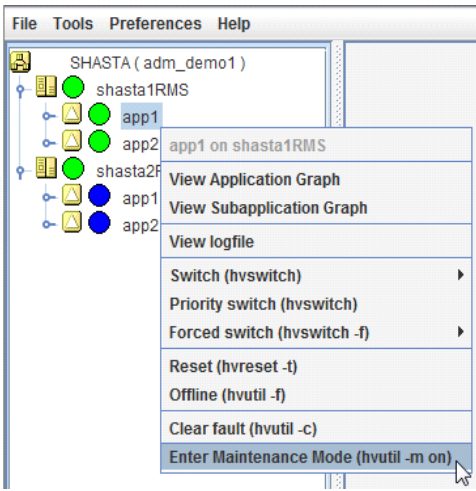 File Tools Preferences Help
SHASTA ( adm_demo1 )
shasta1RMS
app1
app2
shasta2
app1
app2
app1 on shasta1RMS
View Application Graph
View Subapplication Graph
View logfile
Switch (hvswitch)
Priority switch (hvswitch)
Forced switch (hvswitch -f)
Reset (hvreset -t)
Offline (hvutil -f)
Clear fault (hvutil -c)
Enter Maintenance Mode (hvutil -m on)